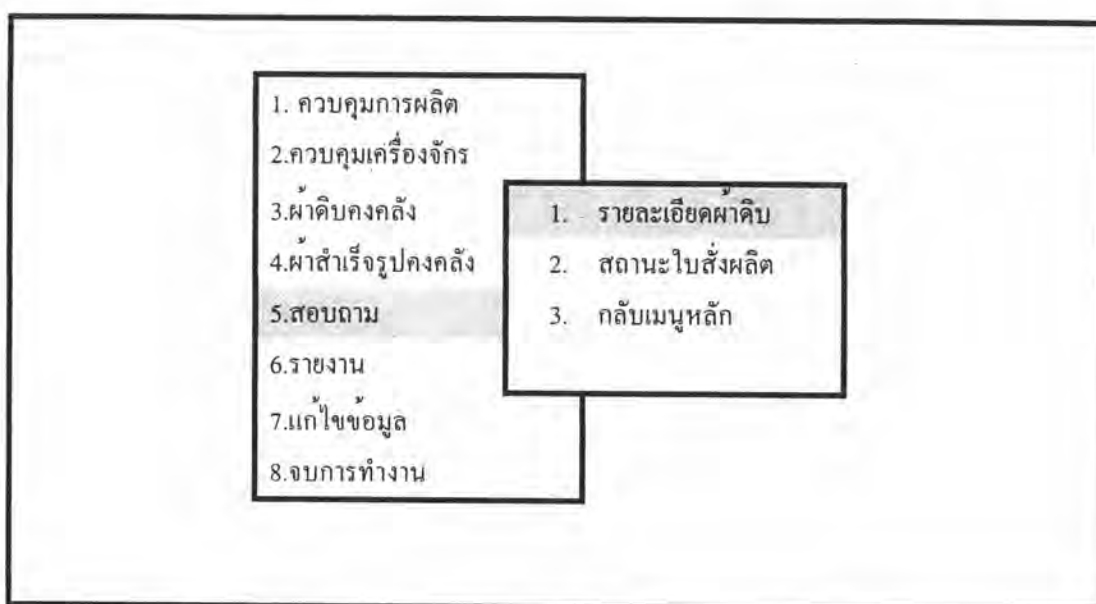 1. ควบคุมการผลิต
2.ควบคุมเครื่องจักร
3.ผ้าดิบคงคลัง
4.ผ้าสำเร็จรูปคงคลัง
5.สอบถาม
6.รายงาน
7.แก้ไขข้อมูล
8.จบการทำงาน
1. รายละเอียดผ้าดิบ
2. สถานะใบสั่งผลิต
3. กลับเมนูหลัก